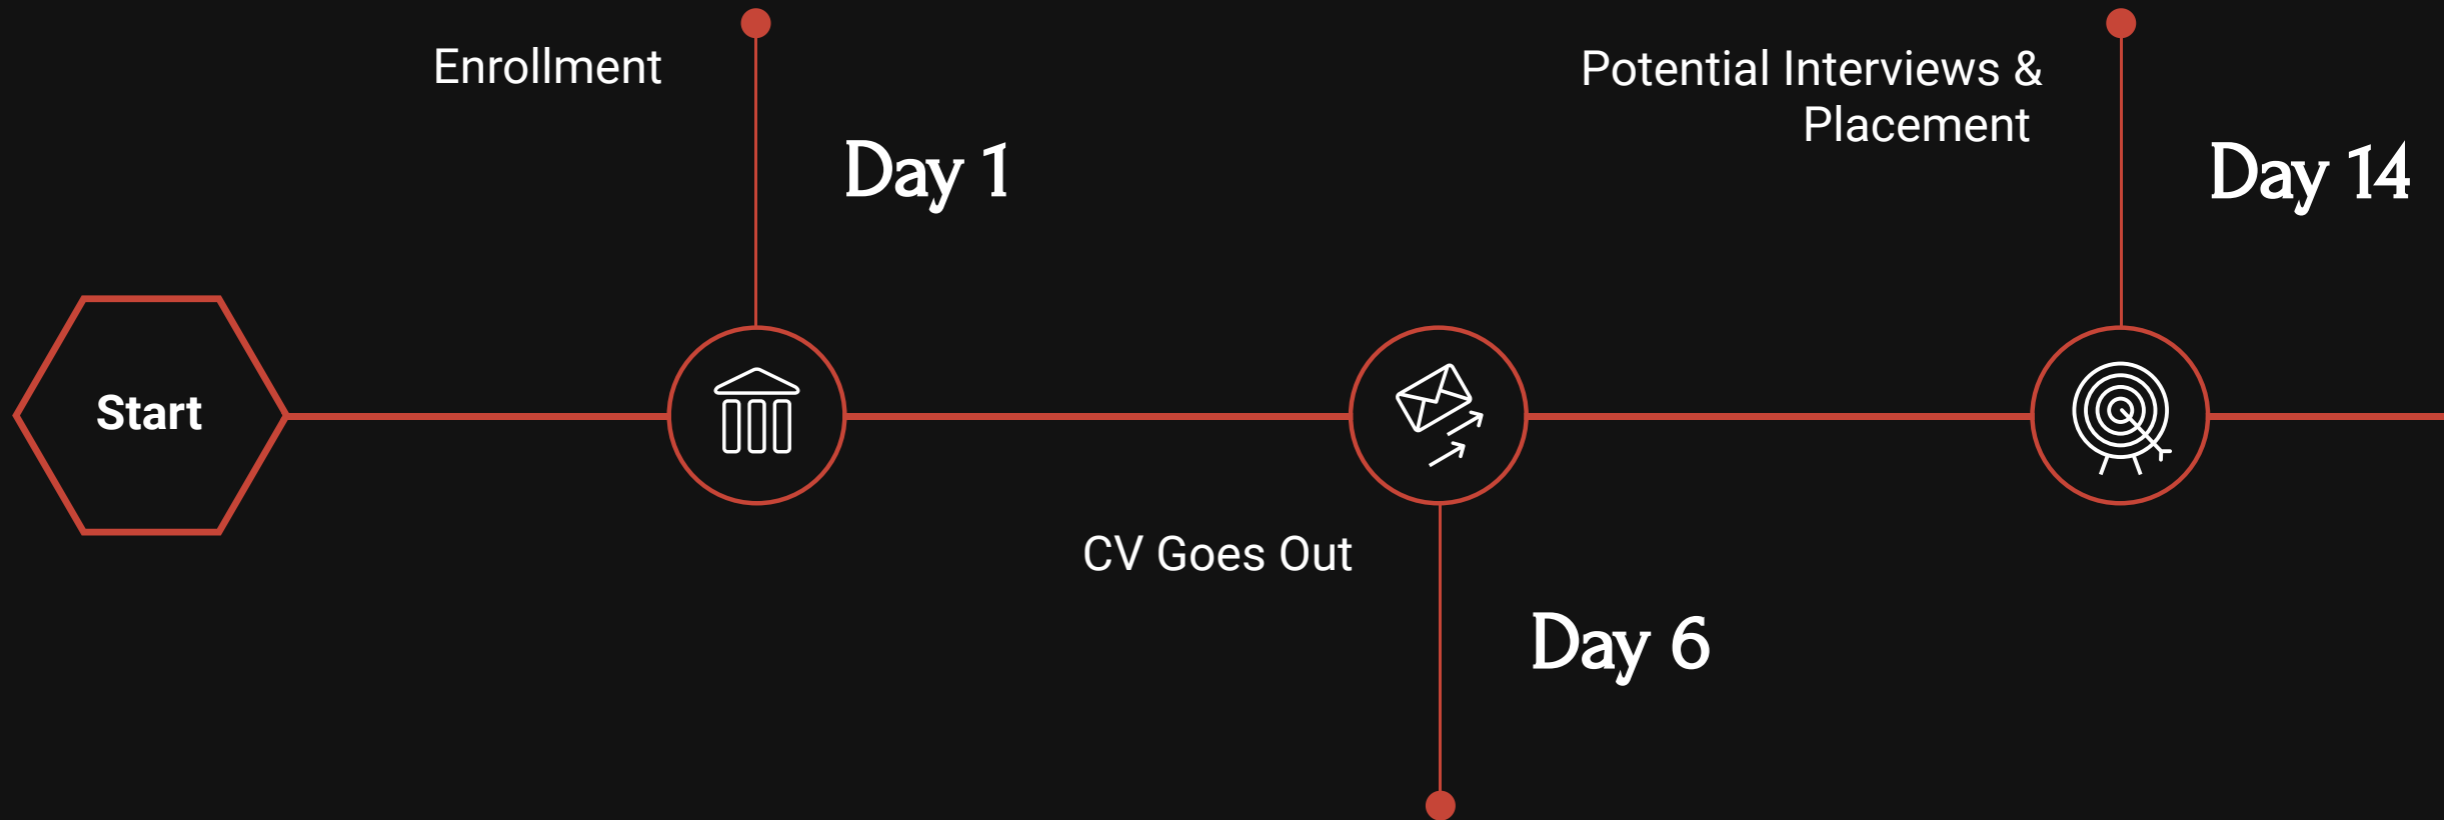 Start
Enrollment
Day 1
CV Goes Out
Day 6
Potential Interviews &
Placement
Day 14